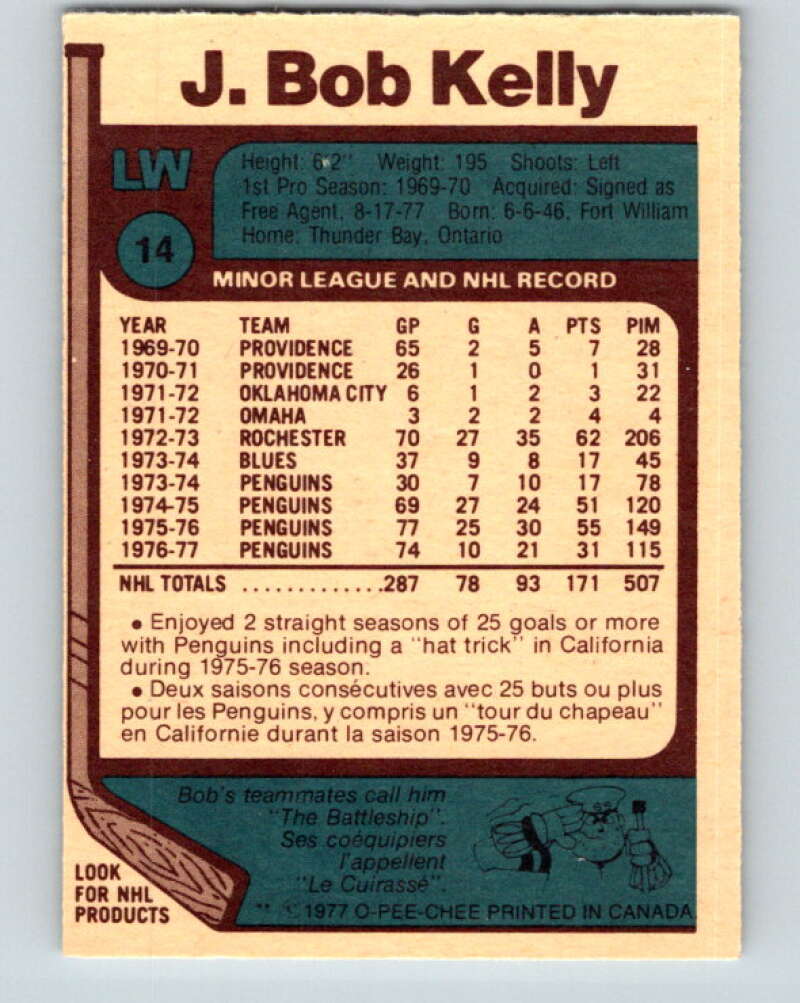 J. Bob Kelly
LW
Height: 6'2" Weight: 195 Shoots: Left
1st Pro Season: 1969-70 Acquired: Signed as
Free Agent, 8-17-77 Born: 6-6-46, Fort William
Home: Thunder Bay, Ontario
14
MINOR LEAGUE AND NHL RECORD
YEAR TEAM GP G A PTS PIM
1969-70 PROVIDENCE 65 2 5 7 28
1970-71 PROVIDENCE 26 1 0 1 31
1971-72 OKLAHOMA CITY 6 1 2 3 22
1971-72 OMAHA 3 2 2 4 4
1972-73 ROCHESTER 70 27 35 62 206
1973-74 BLUES 37 9 8 17 45
1973-74 PENGUINS 30 7 10 17 78
1974-75 PENGUINS 69 27 24 51 120
1975-76 PENGUINS 77 25 30 55 149
1976-77 PENGUINS 74 10 21 31 115
NHL TOTALS .............287 78 93 171 507
• Enjoyed 2 straight seasons of 25 goals or more
with Penguins including a "hat trick" in California
during 1975-76 season.
• Deux saisons consécutives avec 25 buts ou plus
pour les Penguins, y compris un "tour du chapeau"
en Californie durant la saison 1975-76.
Bob's teammates call him
"The Battleship".
Ses coéquipiers
l'appellent
"Le Cuirassé".
LOOK
FOR NHL
PRODUCTS
** © 1977 O-PEE-CHEE PRINTED IN CANADA